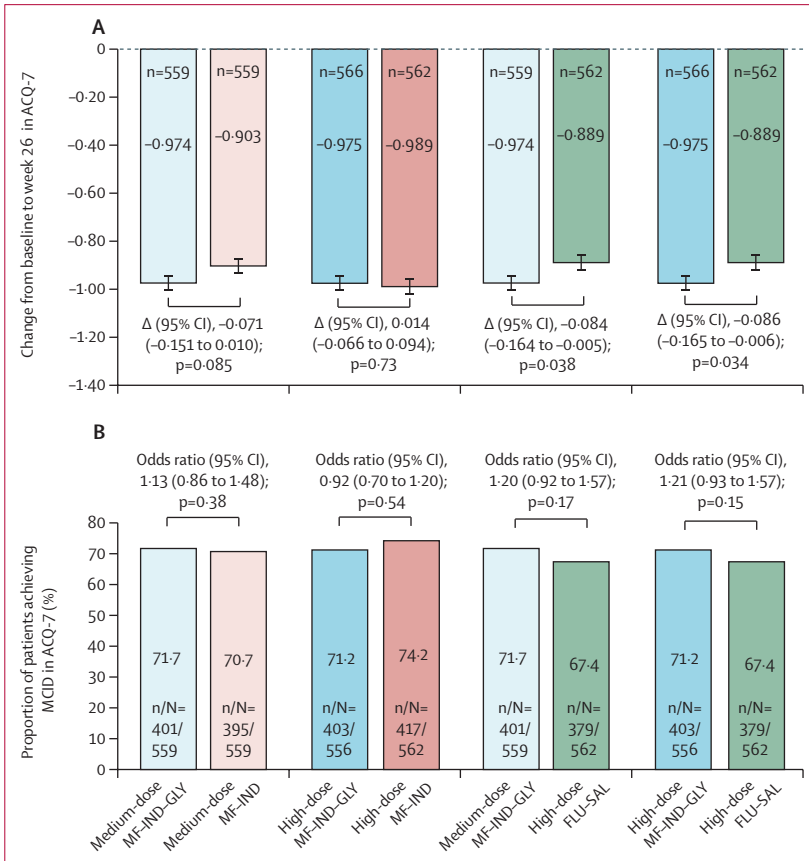 A
Change from baseline to week 26 in ACQ-7
0
−0·20
−0·40
−0·60
−0·80
−1·00
−1·20
−1·40
n=559
n=559
n=566
n=562
n=559
n=562
n=566
n=562
−0·974
−0·903
−0·975
−0·989
−0·974
−0·889
−0·975
−0·889
Δ (95% CI), −0·071
(−0·151 to 0·010);
p=0·085
Δ (95% CI), 0·014
(−0·066 to 0·094);
p=0·73
Δ (95% CI), −0·084
(−0·164 to −0·005);
p=0·038
Δ (95% CI), −0·086
(−0·165 to −0·006);
p=0·034
B
Odds ratio (95% CI),
1·13 (0·86 to 1·48);
p=0·38
Odds ratio (95% CI),
0·92 (0·70 to 1·20);
p=0·54
Odds ratio (95% CI),
1·20 (0·92 to 1·57);
p=0·17
Odds ratio (95% CI),
1·21 (0·93 to 1·57);
p=0·15
Proportion of patients achieving
MCID in ACQ-7 (%)
80
70
60
50
40
30
20
10
0
71·7
n/N=
401/
559
70·7
n/N=
395/
559
71·2
n/N=
403/
556
74·2
n/N=
417/
562
71·7
n/N=
401/
559
67·4
n/N=
379/
562
71·2
n/N=
403/
556
67·4
n/N=
379/
562
Medium-dose
MF-IND-GLY
Medium-dose
MF-IND
High-dose
MF-IND-GLY
High-dose
MF-IND
Medium-dose
MF-IND-GLY
High-dose
FLU-SAL
High-dose
MF-IND-GLY
High-dose
FLU-SAL